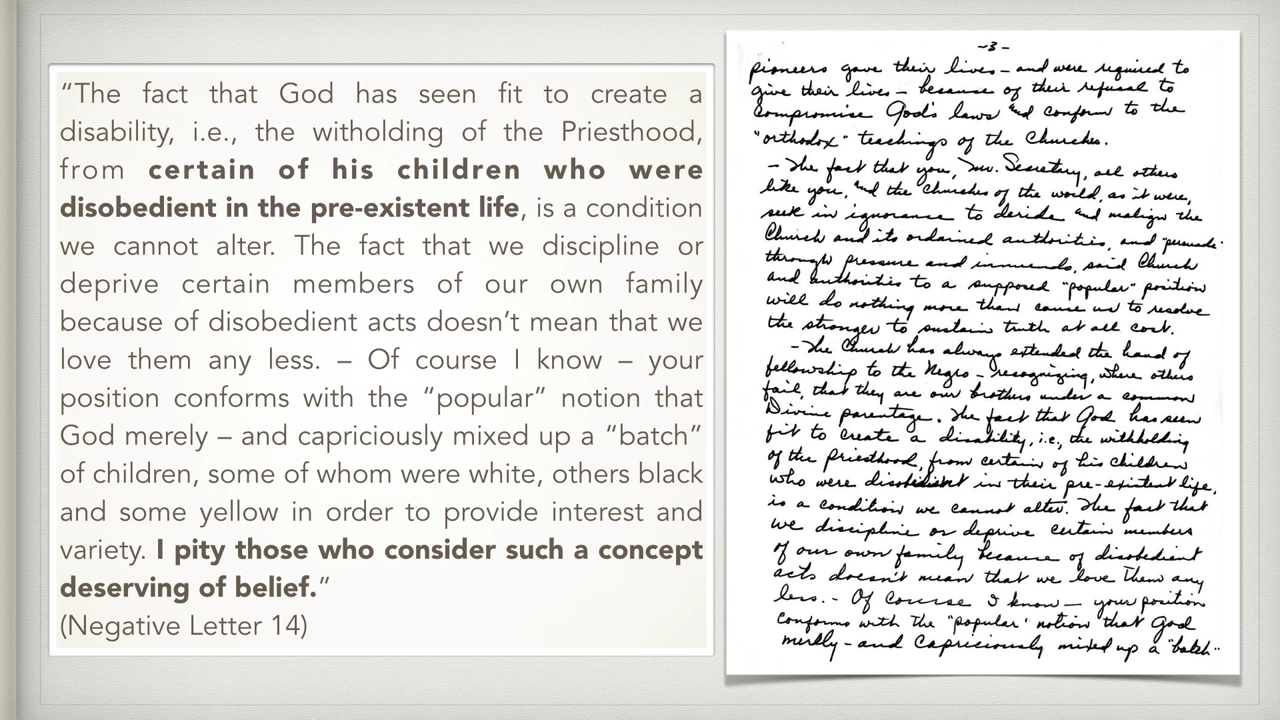 “The fact that God has seen fit to create a
disability, i.e., the witholding of the Priesthood,
from certain of his children who were
disobedient in the pre-existent life, is a condition
we cannot alter. The fact that we discipline or
deprive certain members of our own family
because of disobedient acts doesn’t mean that we
love them any less. – Of course I know – your
position conforms with the “popular” notion that
God merely – and capriciously mixed up a “batch”
of children, some of whom were white, others black
and some yellow in order to provide interest and
variety. I pity those who consider such a concept
deserving of belief.”
(Negative Letter 14)
-3-
pioneers gave their lives – and were required to
give their lives – because of their refusal to
compromise God's laws and conform to the
"orthodox" teachings of the Churches.
– The fact that you, Mr. Secretary, all others
like you, and the Churches of the world, as it were,
seek in ignorance to deride and malign the
Church and its ordained authorities, and "persuade"
through pressure and innuendo, said Church
and authorities to a supposed "popular" position
will do nothing more than cause us to resolve
the stronger to sustain truth at all cost.
– The Church has always extended the hand of
fellowship to the Negro – recognizing, where others
fail, that they are our brothers under a common
Divine parentage. The fact that God has seen
fit to create a disability, i.e., the withholding
of the Priesthood, from certain of his children
who were disobedient in their pre-existent life,
is a condition we cannot alter. The fact that
we discipline or deprive certain members
of our own family because of disobedient
acts doesn't mean that we love them any
less. - Of course I know – your position
conforms with the "popular" notion that God
merely – and capriciously mixed up a "batch"